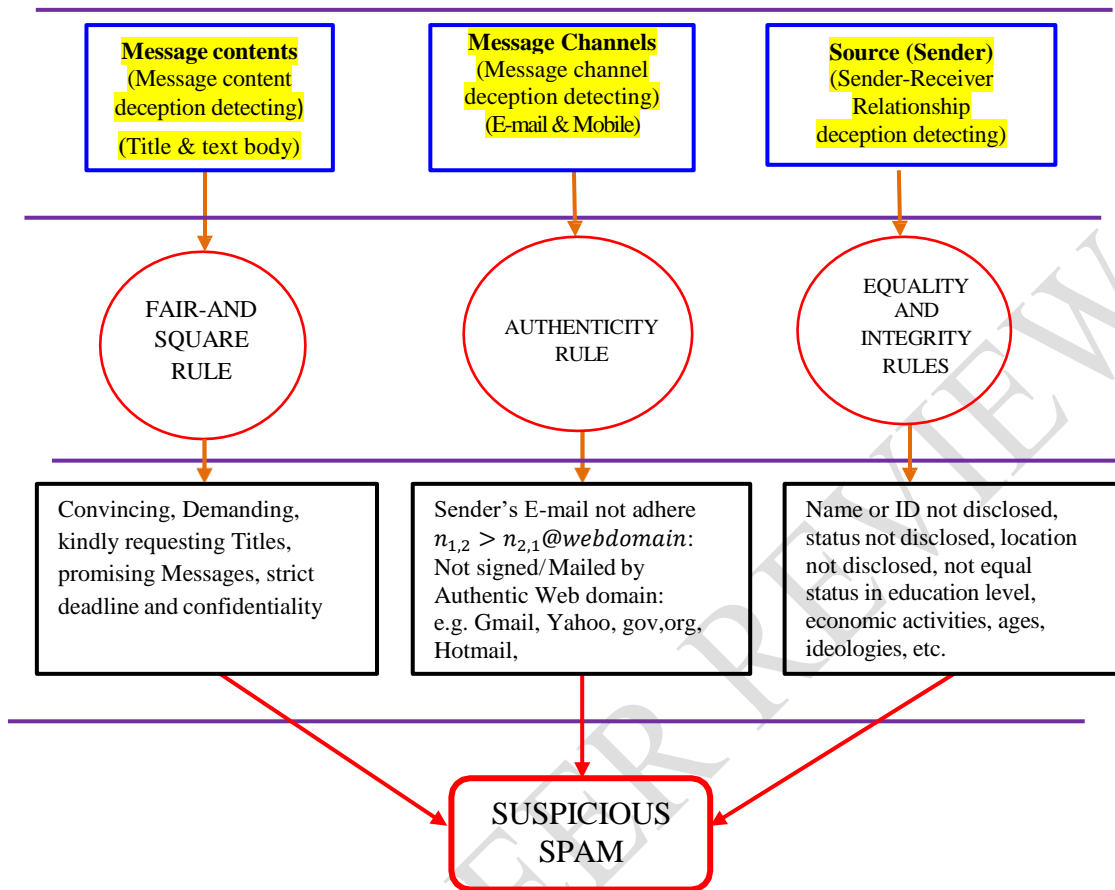 Message contents
(Message content
deception detecting)
(Title & text body)
Message Channels
(Message channel
deception detecting)
(E-mail & Mobile)
Source (Sender)
(Sender-Receiver
Relationship
deception detecting)
FAIR-AND
SQUARE
RULE
AUTHENTICITY
RULE
EQUALITY
AND
INTEGRITY
RULES
Convincing, Demanding,
kindly requesting Titles,
promising Messages, strict
deadline and confidentiality
Sender's E-mail not adhere
n1,2 > n2,1@webdomain:
Not signed/Mailed by
Authentic Web domain:
e.g. Gmail, Yahoo, gov,org,
Hotmail,
Name or ID not disclosed,
status not disclosed, location
not disclosed, not equal
status in education level,
economic activities, ages,
ideologies, etc.
SUSPICIOUS
SPAM
EER REVIEW